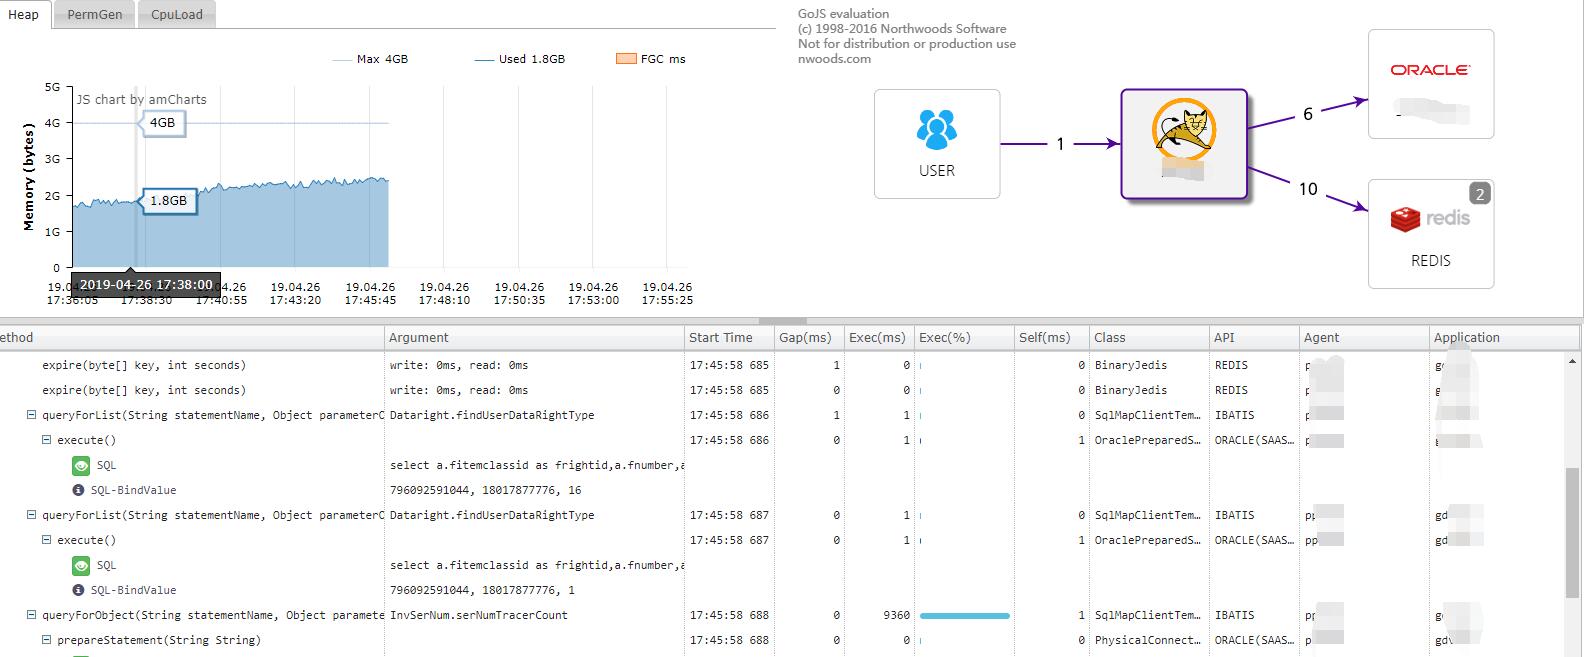 Heap PermGen CpuLoad
Max 4GB Used 1.8GB FGC ms
Memory (bytes)
5G
4G
3G
2G
1G
0
JS chart by amCharts
4GB
1.8GB
2019-04-26 17:38:00
19.04.26 17:36:05
17:38:30
17:40:55
19.04.26 17:43:20
19.04.26 17:45:45
19.04.26 17:48:10
19.04.26 17:50:35
19.04.26 17:53:00
19.04.26 17:55:25
GoJS evaluation
(c) 1998-2016 Northwoods Software
Not for distribution or production use
nwoods.com
USER
1
6
10
ORACLE
2
redis
REDIS
ethod Argument Start Time Gap(ms) Exec(ms) Exec(%) Self(ms) Class API Agent Application
expire(byte[] key, int seconds) write: 0ms, read: 0ms 17:45:58 685 1 0 0 BinaryJedis REDIS
expire(byte[] key, int seconds) write: 0ms, read: 0ms 17:45:58 685 0 0 0 BinaryJedis REDIS
queryForList(String statementName, Object parameterC Dataright.findUserDataRightType 17:45:58 686 1 1 0 SqlMapClientTem… IBATIS
execute() 17:45:58 686 0 1 1 OraclePreparedS… ORACLE(SAAS…
SQL select a.fitemclassid as frightid,a.fnumber,a
SQL-BindValue 796092591044, 18017877776, 16
queryForList(String statementName, Object parameterC Dataright.findUserDataRightType 17:45:58 687 0 1 0 SqlMapClientTem… IBATIS
execute() 17:45:58 687 0 1 1 OraclePreparedS… ORACLE(SAAS…
SQL select a.fitemclassid as frightid,a.fnumber,a
SQL-BindValue 796092591044, 18017877776, 1
queryForObject(String statementName, Object paramete InvSerNum.serNumTracerCount 17:45:58 688 0 9360 1 SqlMapClientTem… IBATIS
prepareStatement(String String) 17:45:58 688 0 0 0 PhysicalConnect… ORACLE(SAAS…